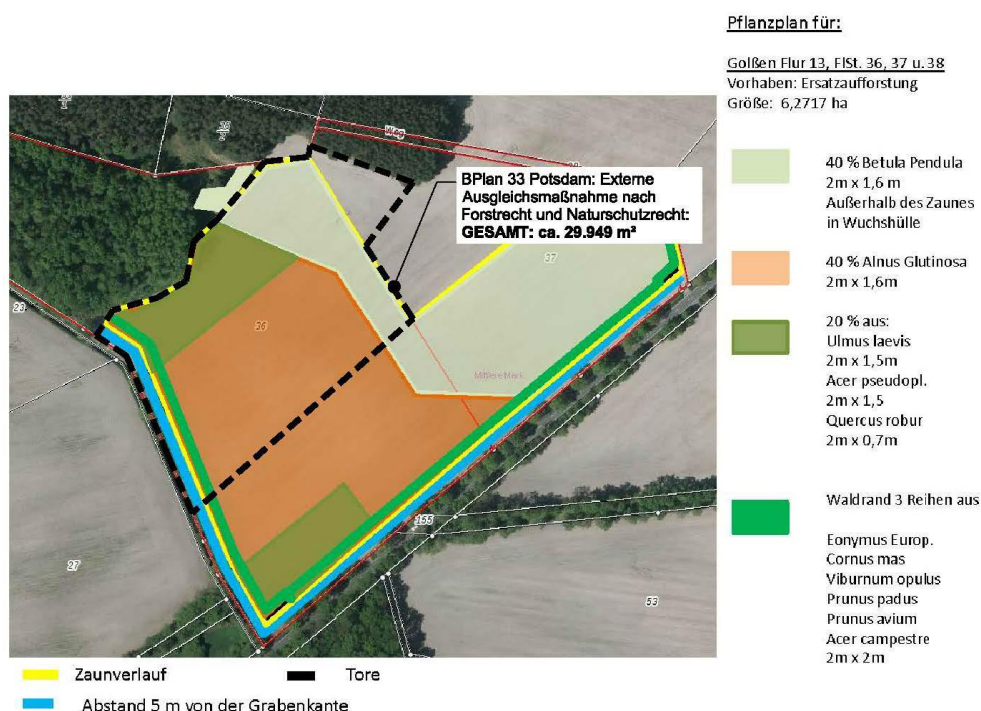 Pflanzplan für:
Golßen Flur 13, FlSt. 36, 37 u. 38
Vorhaben: Ersatzaufforstung
Größe: 6,2717 ha
40 % Betula Pendula
2m x 1,6 m
Außerhalb des Zaunes
in Wuchshülle
40 % Alnus Glutinosa
2m x 1,6m
20 % aus:
Ulmus laevis
2m x 1,5m
Acer pseudopl.
2m x 1,5
Quercus robur
2m x 0,7m
Waldrand 3 Reihen aus
Eonymus Europ.
Cornus mas
Viburnum opulus
Prunus padus
Prunus avium
Acer campestre
2m x 2m
Weg
BPlan 33 Potsdam: Externe
Ausgleichsmaßnahme nach
Forstrecht und Naturschutzrecht:
GESAMT: ca. 29.949 m²
37
23
36
Mittlere Mark
155
27
53
Zaunverlauf
Tore
Abstand 5 m von der Grabenkante